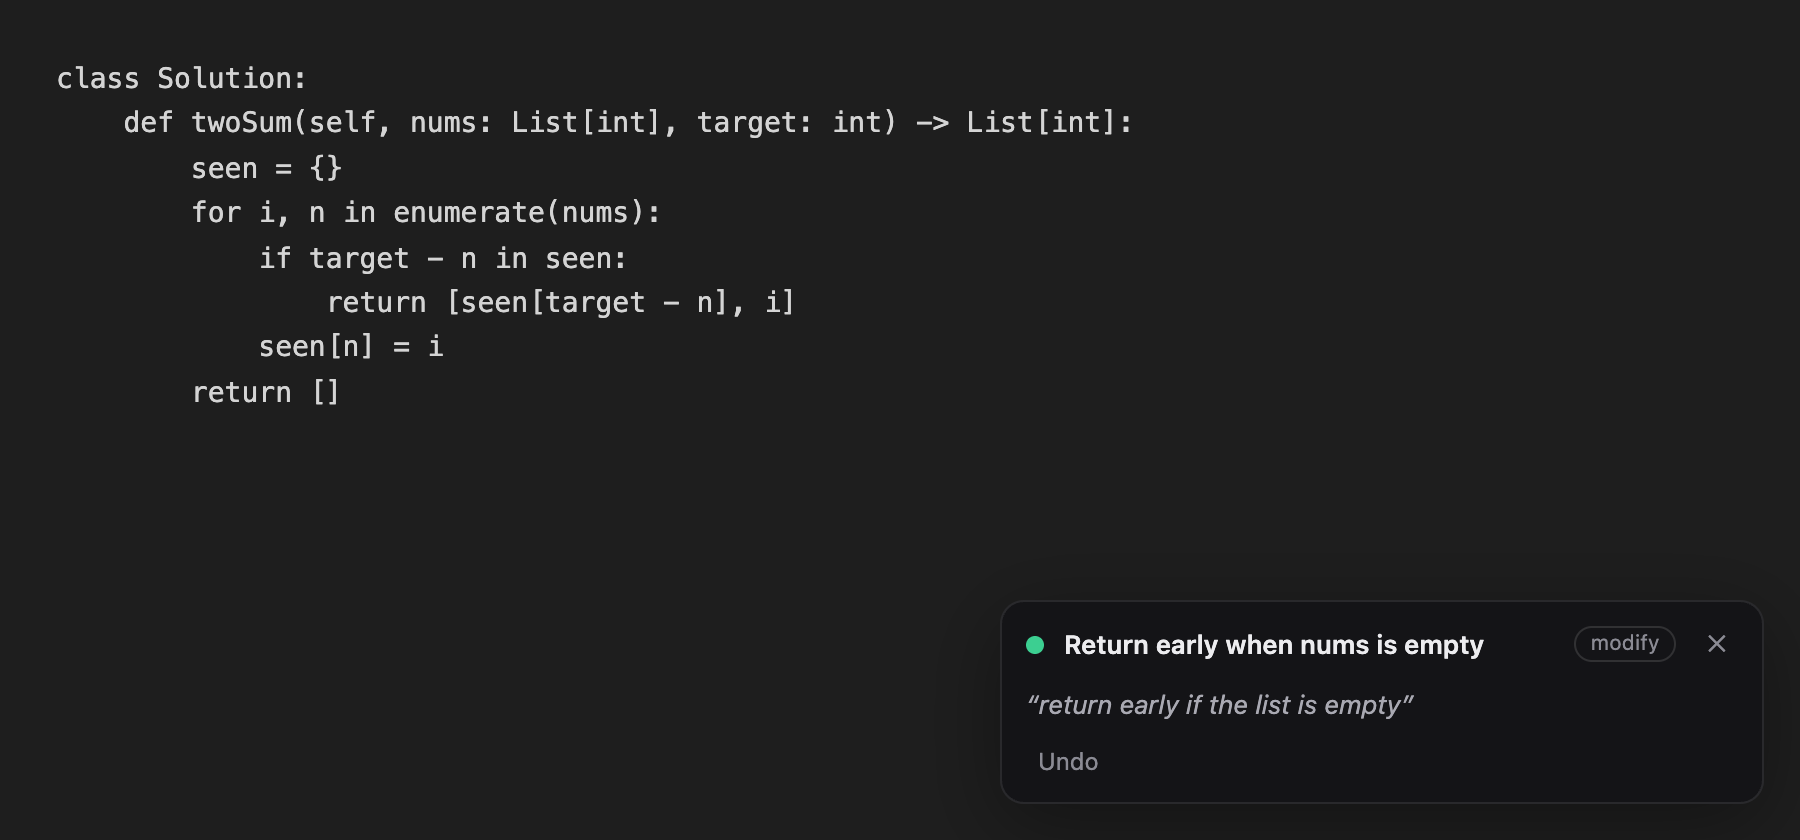 class Solution:
    def twoSum(self, nums: List[int], target: int) -> List[int]:
        seen = {}
        for i, n in enumerate(nums):
            if target - n in seen:
                return [seen[target - n], i]
            seen[n] = i
        return []
Return early when nums is empty modify ×
“return early if the list is empty”
Undo